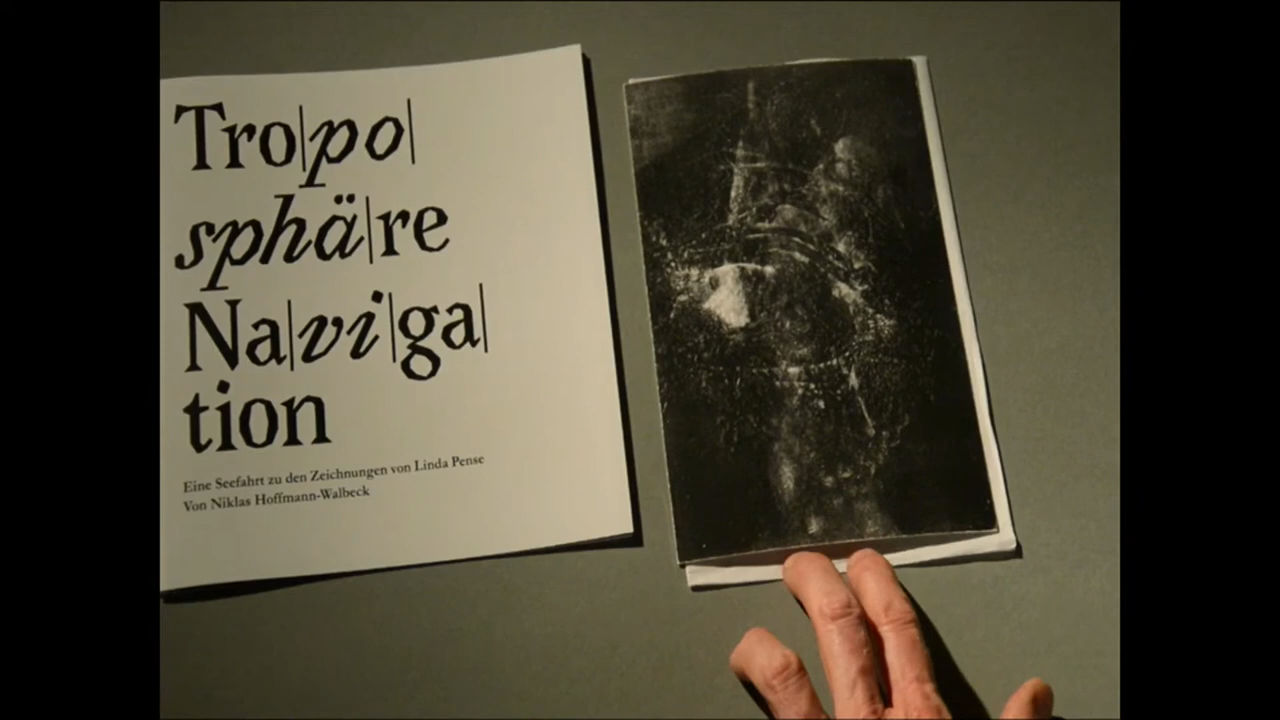 Tro|po|
sphä|re
Na|vi|ga|
tion
Eine Seefahrt zu den Zeichnungen von Linda Pense
Von Niklas Hoffmann-Walbeck